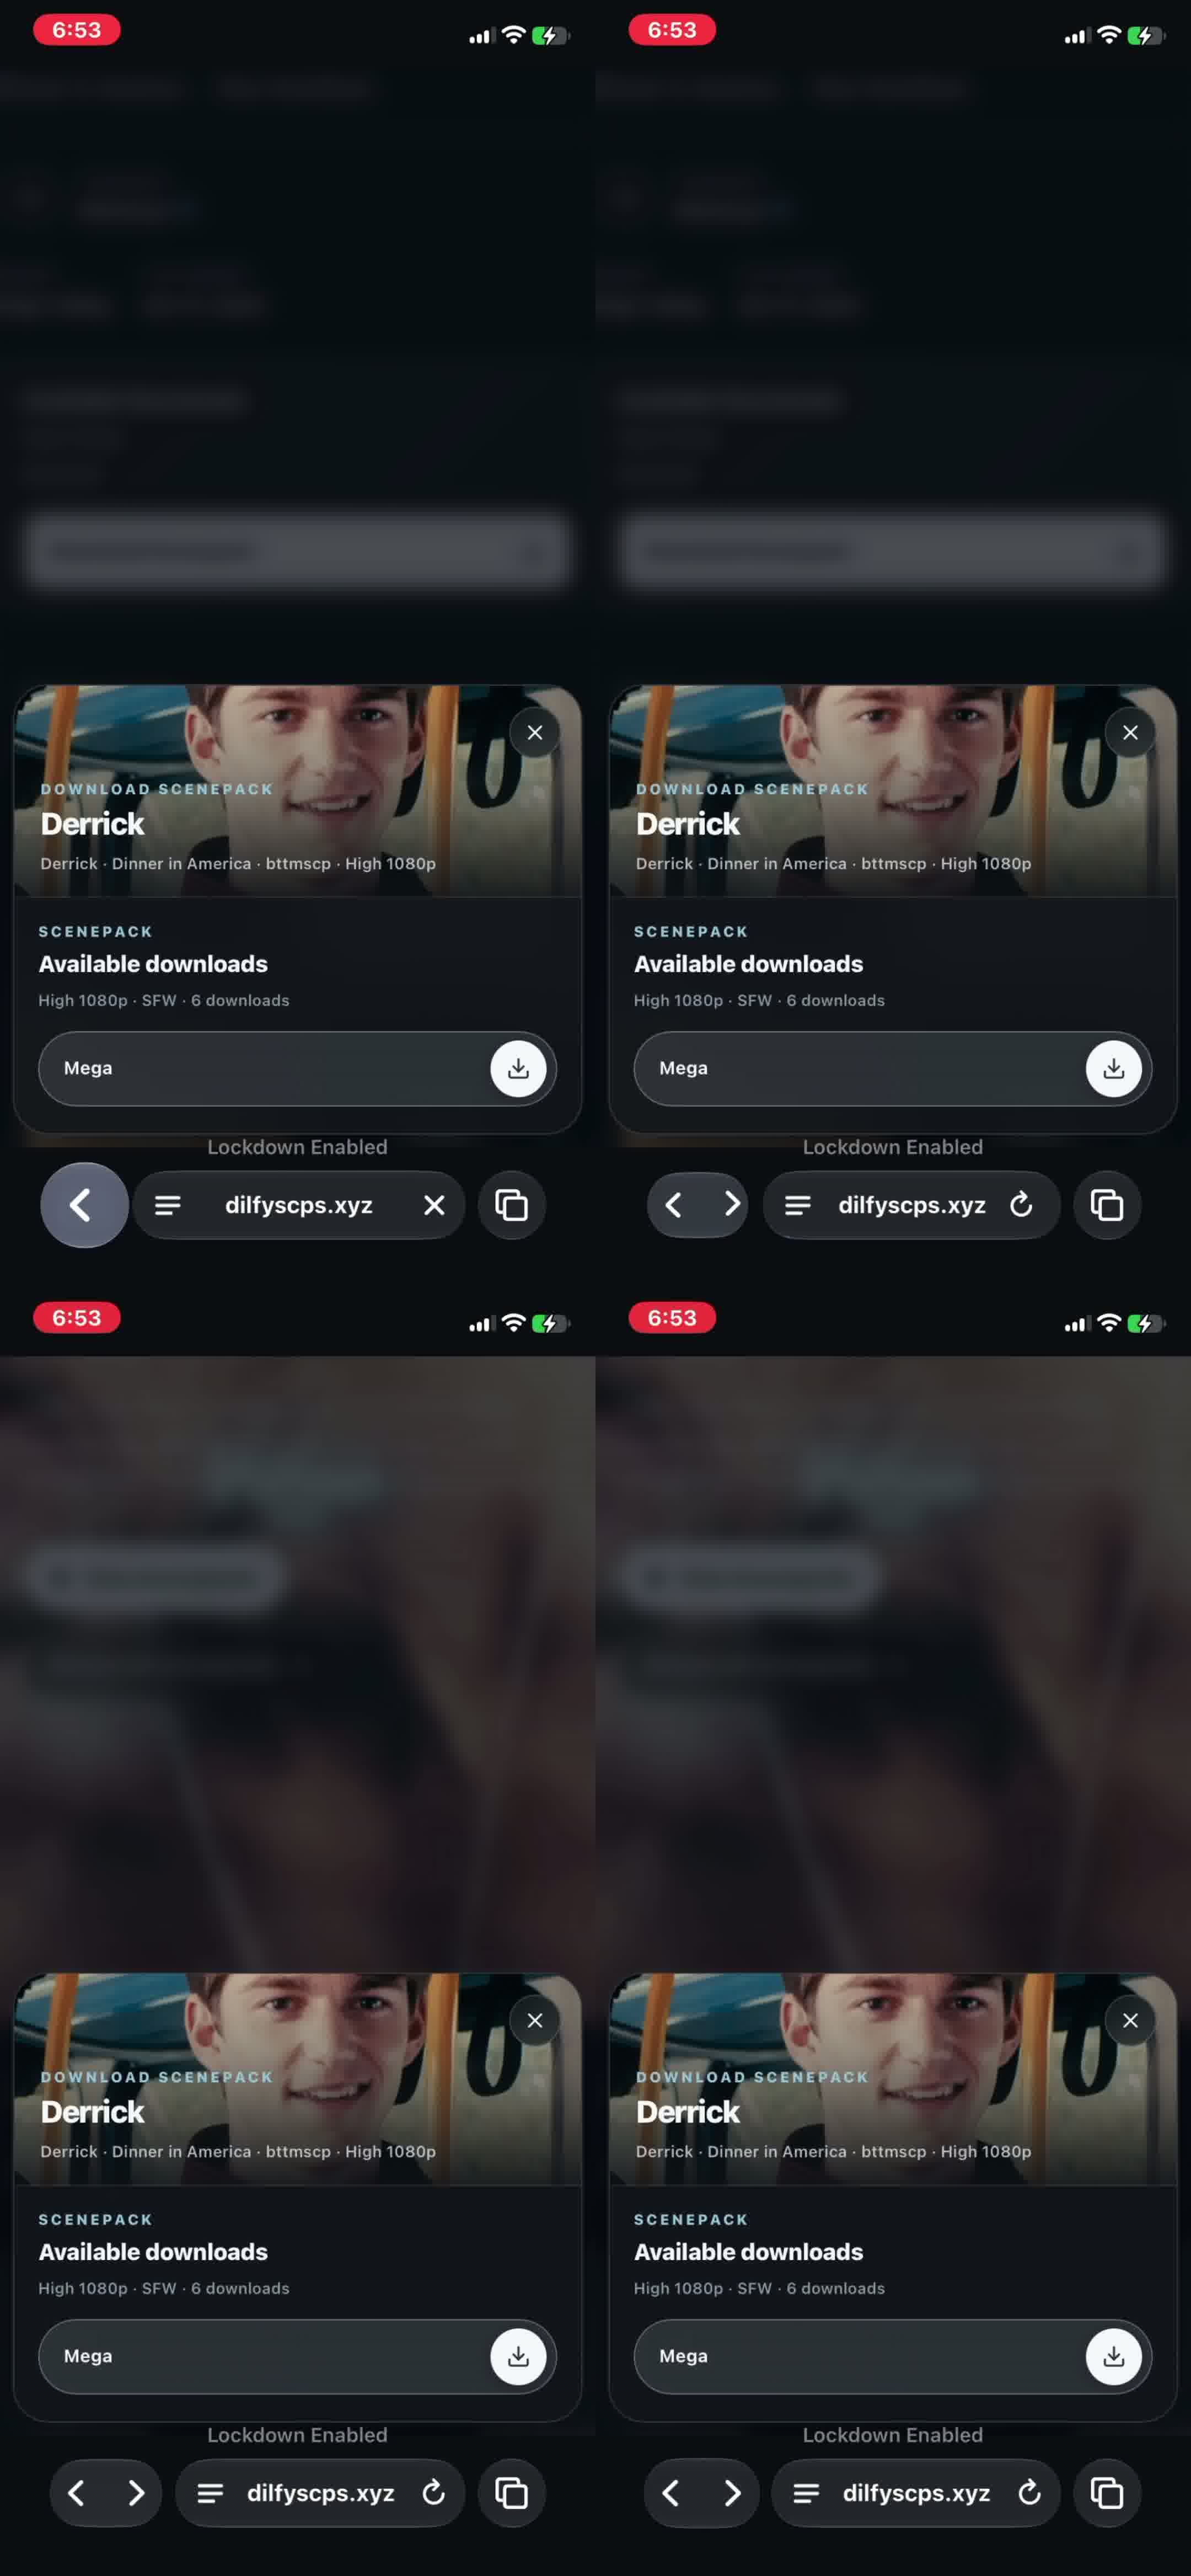 6:53
DOWNLOAD SCENEPACK
Derrick
Derrick · Dinner in America · bttmscp · High 1080p
SCENEPACK
Available downloads
High 1080p · SFW · 6 downloads
Mega
Lockdown Enabled
dilfyscps.xyz
6:53
DOWNLOAD SCENEPACK
Derrick
Derrick · Dinner in America · bttmscp · High 1080p
SCENEPACK
Available downloads
High 1080p · SFW · 6 downloads
Mega
Lockdown Enabled
dilfyscps.xyz
6:53
DOWNLOAD SCENEPACK
Derrick
Derrick · Dinner in America · bttmscp · High 1080p
SCENEPACK
Available downloads
High 1080p · SFW · 6 downloads
Mega
Lockdown Enabled
dilfyscps.xyz
6:53
DOWNLOAD SCENEPACK
Derrick
Derrick · Dinner in America · bttmscp · High 1080p
SCENEPACK
Available downloads
High 1080p · SFW · 6 downloads
Mega
Lockdown Enabled
dilfyscps.xyz